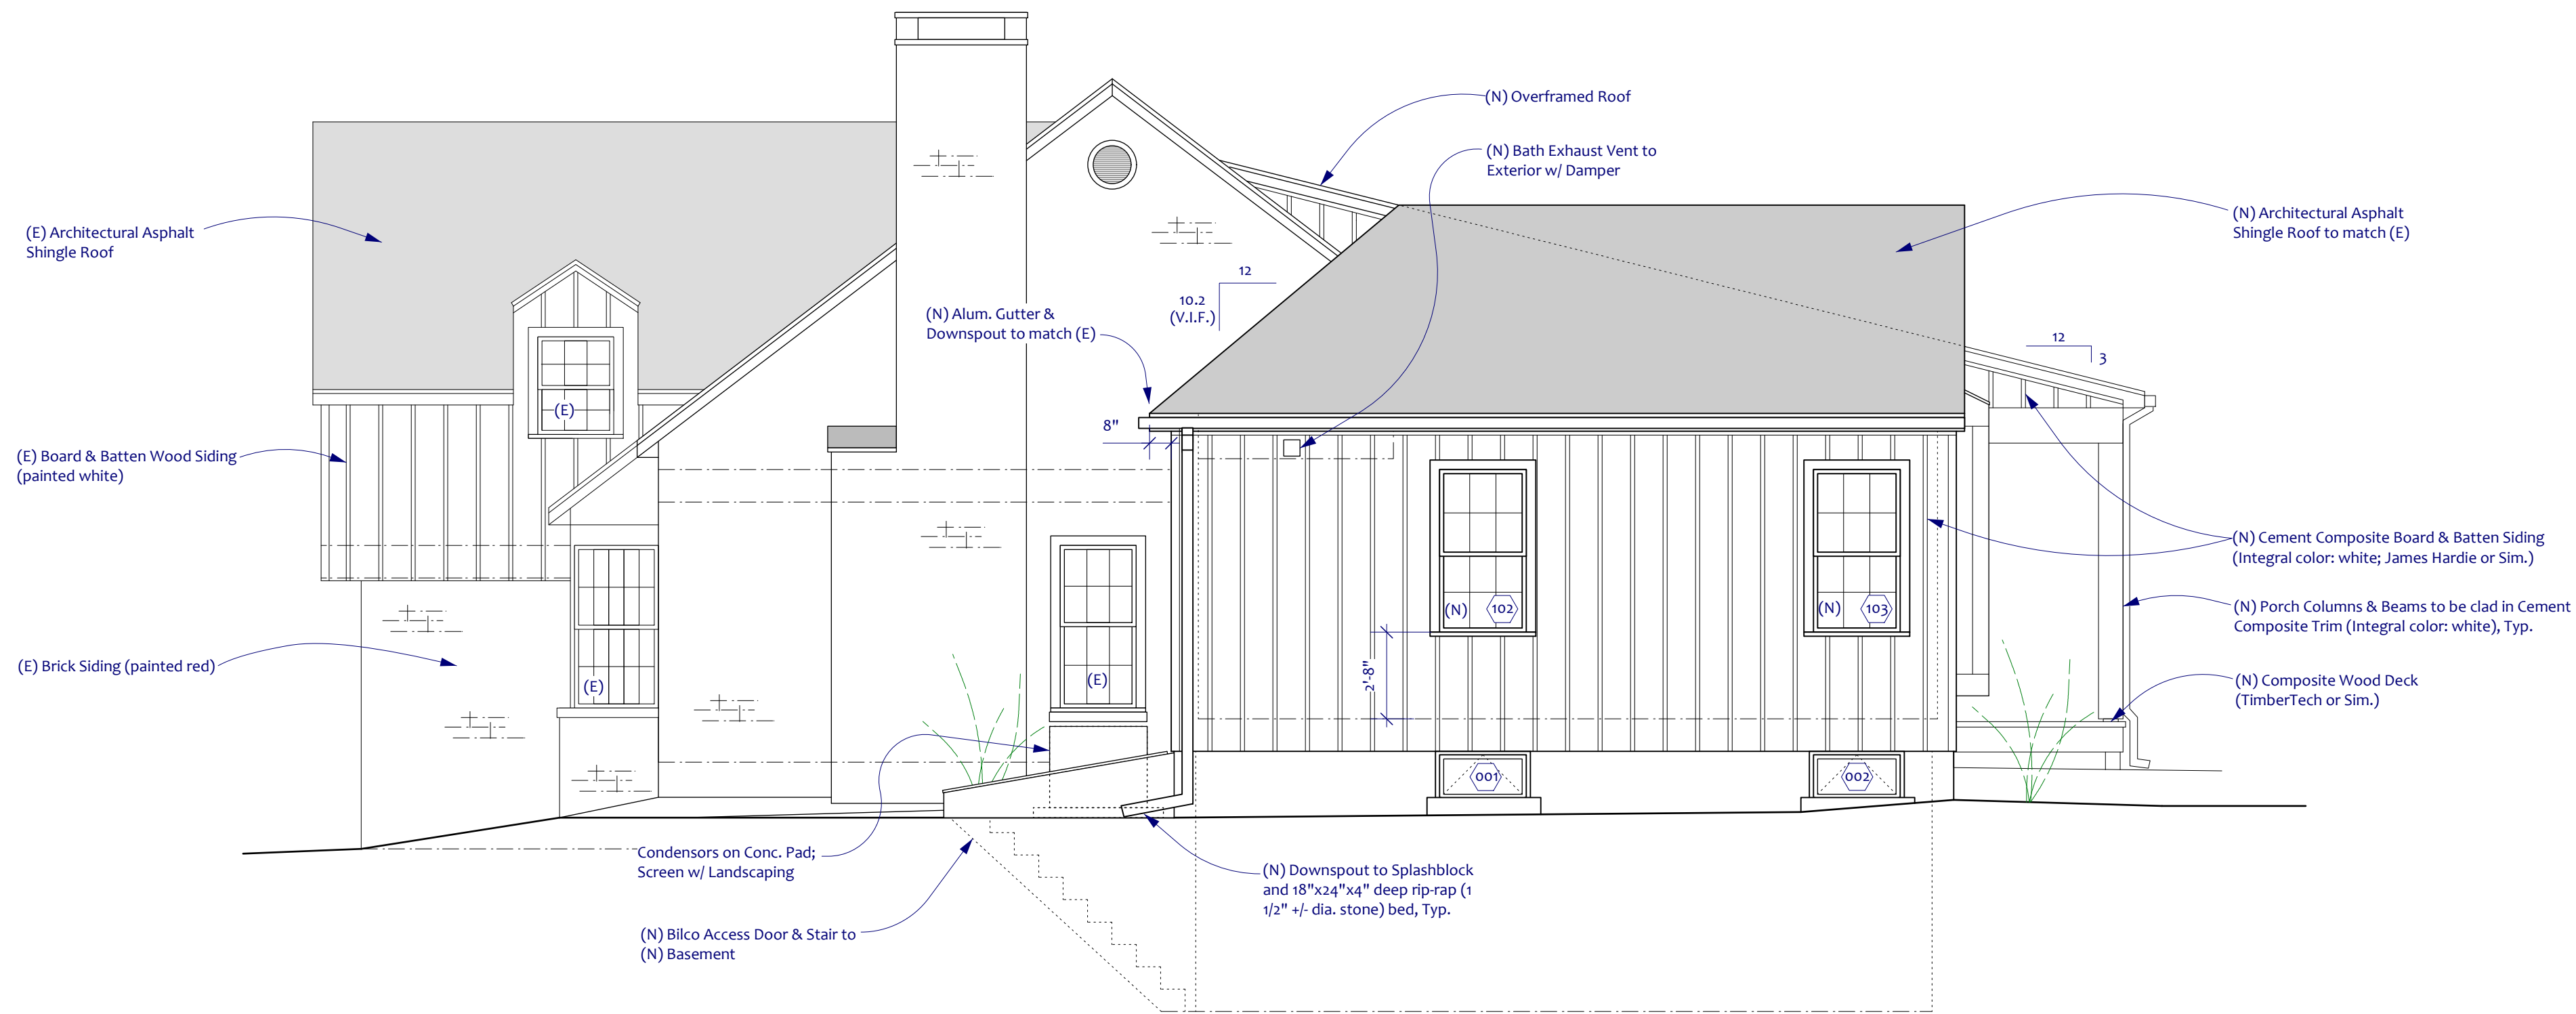 (N) Overframed Roof
(N) Bath Exhaust Vent to
Exterior w/ Damper
(E) Architectural Asphalt
Shingle Roof
(N) Architectural Asphalt
Shingle Roof to match (E)
12
10.2
(V.I.F.)
(N) Alum. Gutter &
Downspout to match (E)
12
3
8"
(E)
(E) Board & Batten Wood Siding
(painted white)
(N) Cement Composite Board & Batten Siding
(Integral color: white; James Hardie or Sim.)
(N)
102
(N)
103
(N) Porch Columns & Beams to be clad in Cement
Composite Trim (Integral color: white), Typ.
(E) Brick Siding (painted red)
(E)
(E)
2'-8"
(N) Composite Wood Deck
(TimberTech or Sim.)
001
002
Condensors on Conc. Pad;
Screen w/ Landscaping
(N) Downspout to Splashblock
and 18"x24"x4" deep rip-rap (1
1/2" +/- dia. stone) bed, Typ.
(N) Bilco Access Door & Stair to
(N) Basement